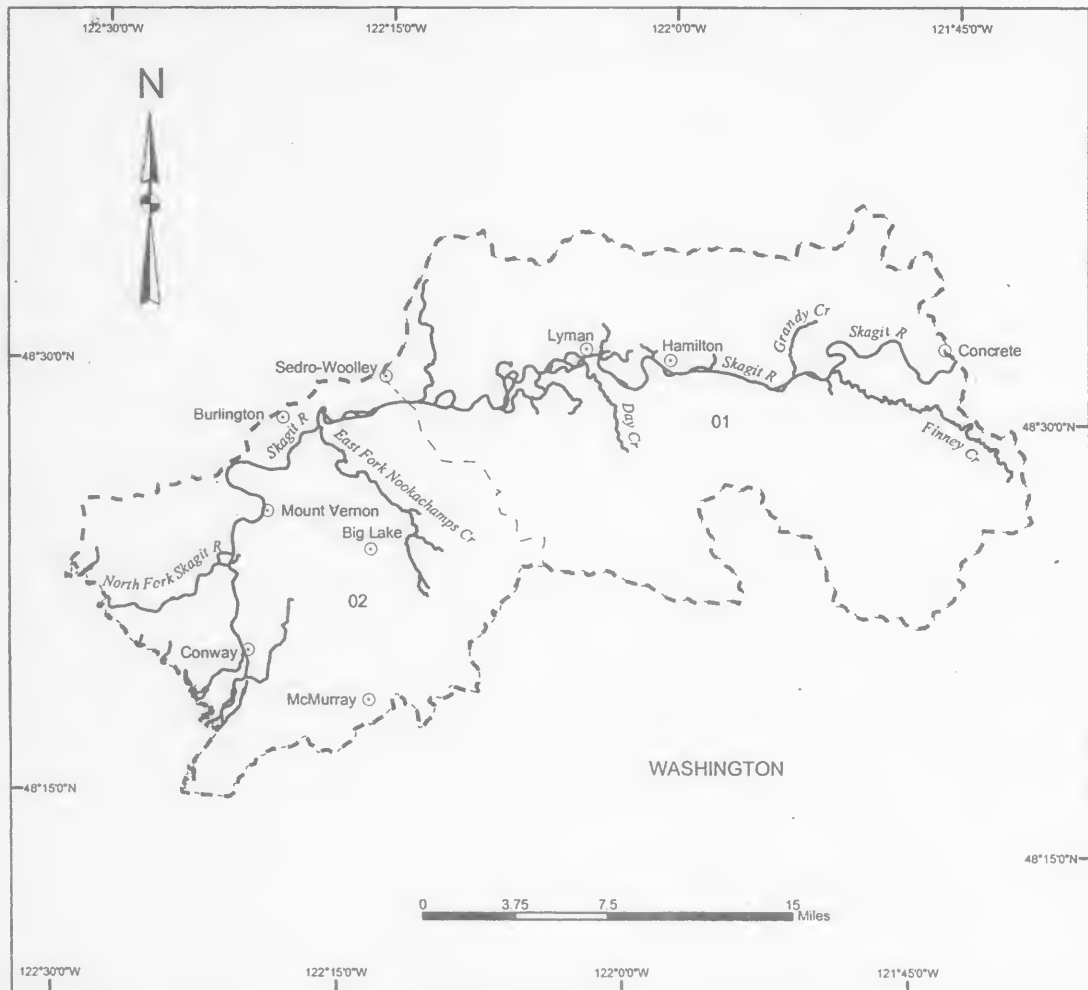 122°30'0"W 122°15'0"W 122°0'0"W 121°45'0"W
N
48°30'0"N
Lyman
Hamilton
Grandy Cr
Skagit R
Concrete
Sedro-Woolley
Skagit R
Burlington
Skagit R
Day Cr
01
48°30'0"N
Finney Cr
East Fork Nookachamps Cr
Mount Vernon
Big Lake
North Fork Skagit R
02
Conway
McMurray
WASHINGTON
48°15'0"N
48°15'0"N
0 3.75 7.5 15
Miles
122°30'0"W 122°15'0"W 122°0'0"W 121°45'0"W